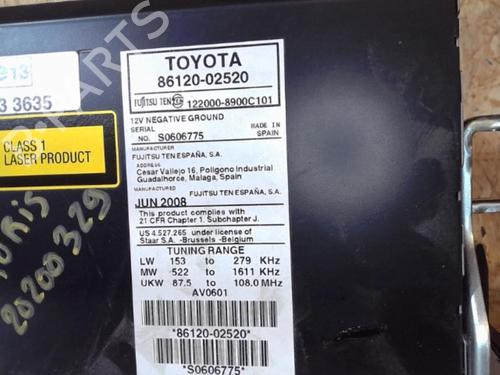 913
3 3635
CLASS 1
LASER PRODUCT
TOYOTA
86120-02520
FUJITSU TEN 122000-8900C101
12V NEGATIVE GROUND
SERIAL
NO. S0606775
MADE IN
SPAIN
MANUFACTURER
FUJITSU TEN ESPAÑA, S.A.
ADDRESS
Cesar Vallejo 16, Poligono Industrial
Guadalhorce, Malaga, Spain
MANUFACTURED
FUJITSU TEN ESPAÑA, S.A.
JUN 2008
This product complies with
21 CFR Chapter 1. Subchapter J.
US 4.527.265 under license of
Staar S.A. -Brussels -Belgium
TUNING RANGE
LW 153 to 279 KHz
MW 522 to 1611 KHz
UKW 87.5 to 108.0 MHz
AV0601
*86120-02520*
*S0606775*
URIS
20200329
PARTS